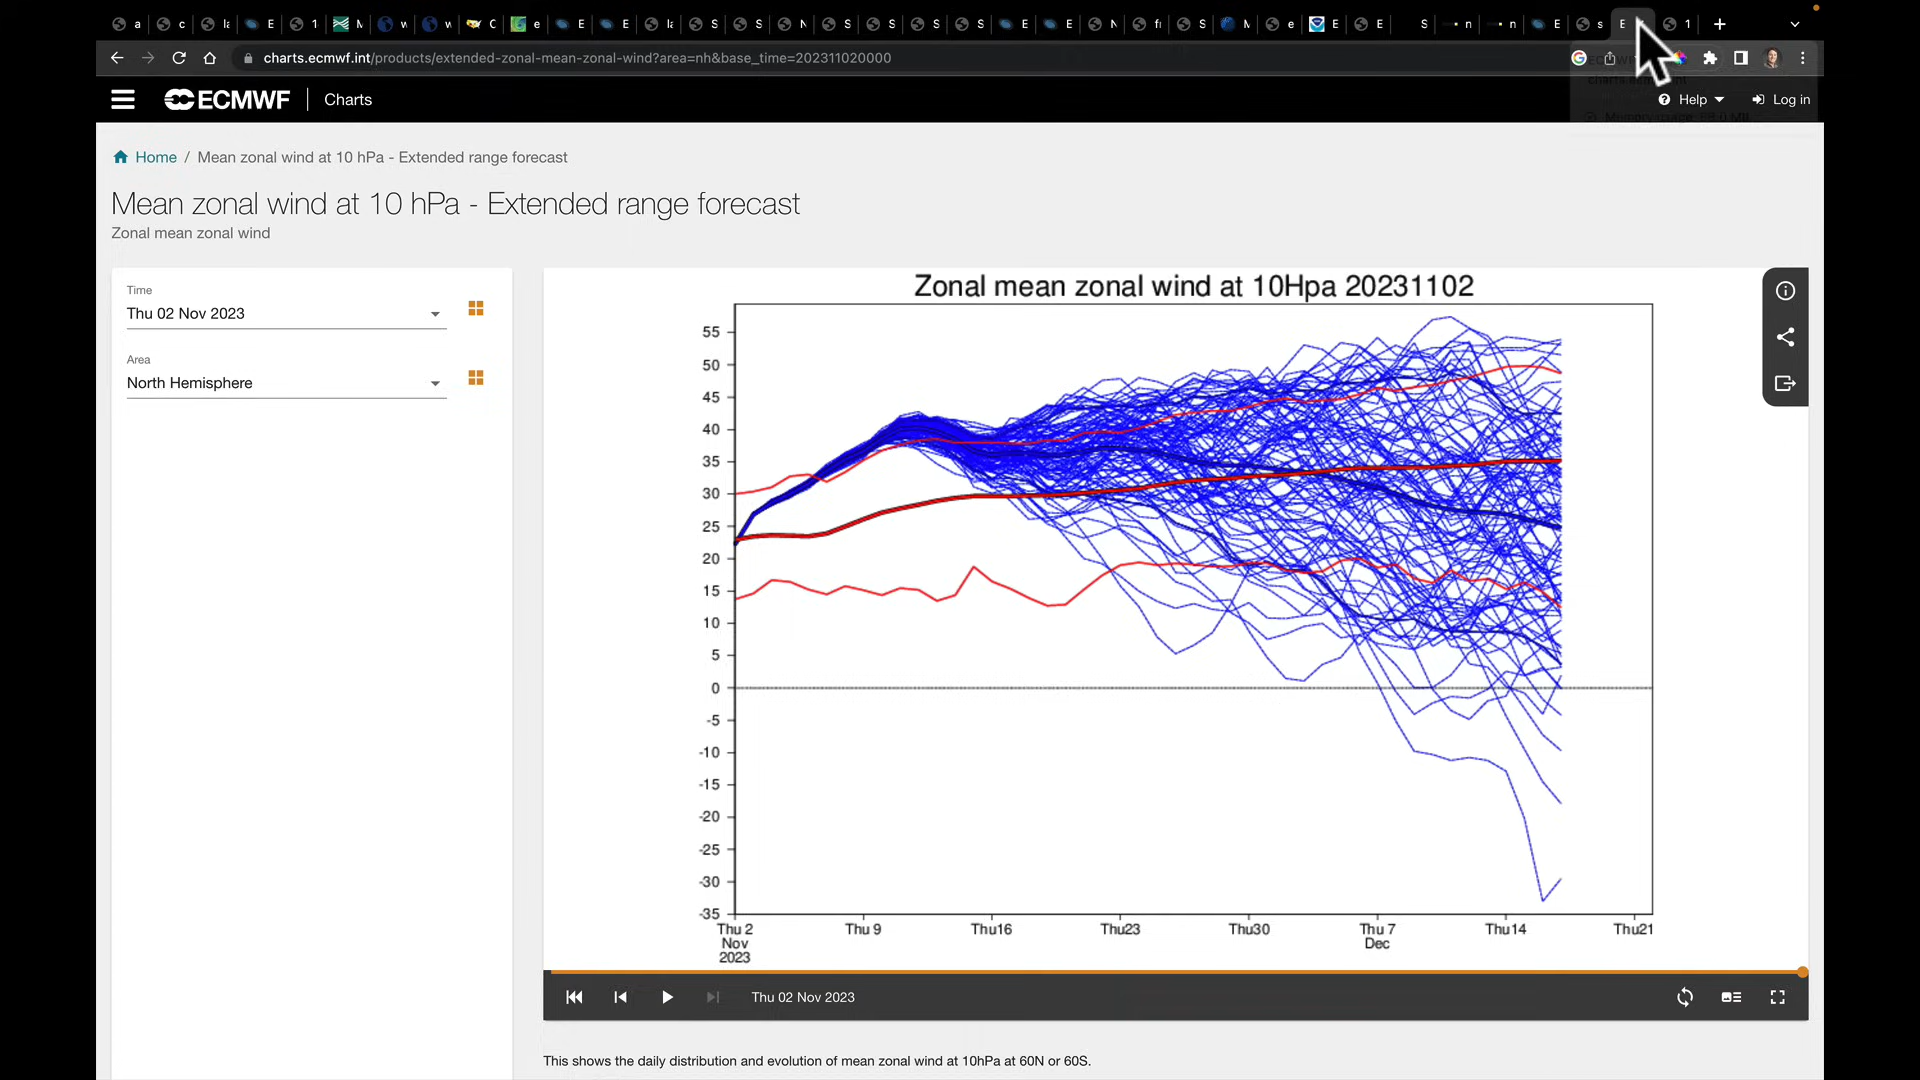 a
c
la
E
1
M
w
w
C
e
E
E
la
S
S
N
S
S
S
S
E
E
N
fr
S
M
e
E
E
S
n
n
E
s
E
1
charts.ecmwf.int/products/extended-zonal-mean-zonal-wind?area=nh&base_time=202311020000
ECMWF
Charts
Help
Log in
Home / Mean zonal wind at 10 hPa - Extended range forecast
Mean zonal wind at 10 hPa - Extended range forecast
Zonal mean zonal wind
Time
Thu 02 Nov 2023
Area
North Hemisphere
Zonal mean zonal wind at 10Hpa 20231102
55
50
45
40
35
30
25
20
15
10
5
0
-5
-10
-15
-20
-25
-30
-35
Thu 2
Nov
2023
Thu 9
Thu16
Thu23
Thu30
Thu 7
Dec
Thu14
Thu21
Thu 02 Nov 2023
This shows the daily distribution and evolution of mean zonal wind at 10hPa at 60N or 60S.